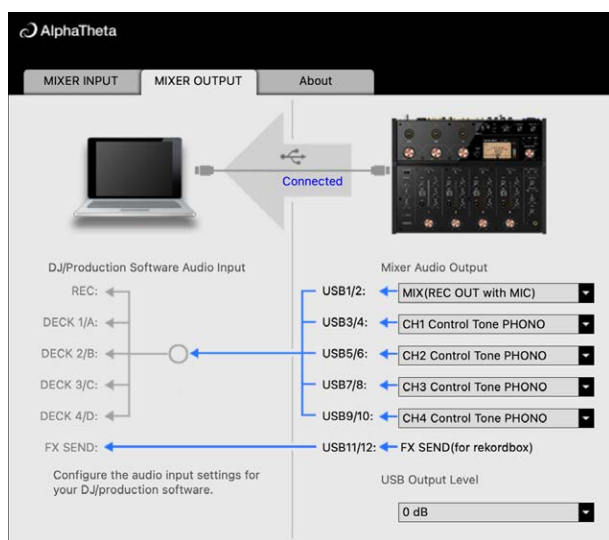 AlphaTheta
MIXER INPUT
MIXER OUTPUT
About
Connected
DJ/Production Software Audio Input
Mixer Audio Output
REC:
USB1/2:
MIX(REC OUT with MIC)
DECK 1/A:
USB3/4:
CH1 Control Tone PHONO
DECK 2/B:
USB5/6:
CH2 Control Tone PHONO
DECK 3/C:
USB7/8:
CH3 Control Tone PHONO
DECK 4/D:
USB9/10:
CH4 Control Tone PHONO
FX SEND:
USB11/12:
FX SEND(for rekordbox)
Configure the audio input settings for
your DJ/production software.
USB Output Level
0 dB